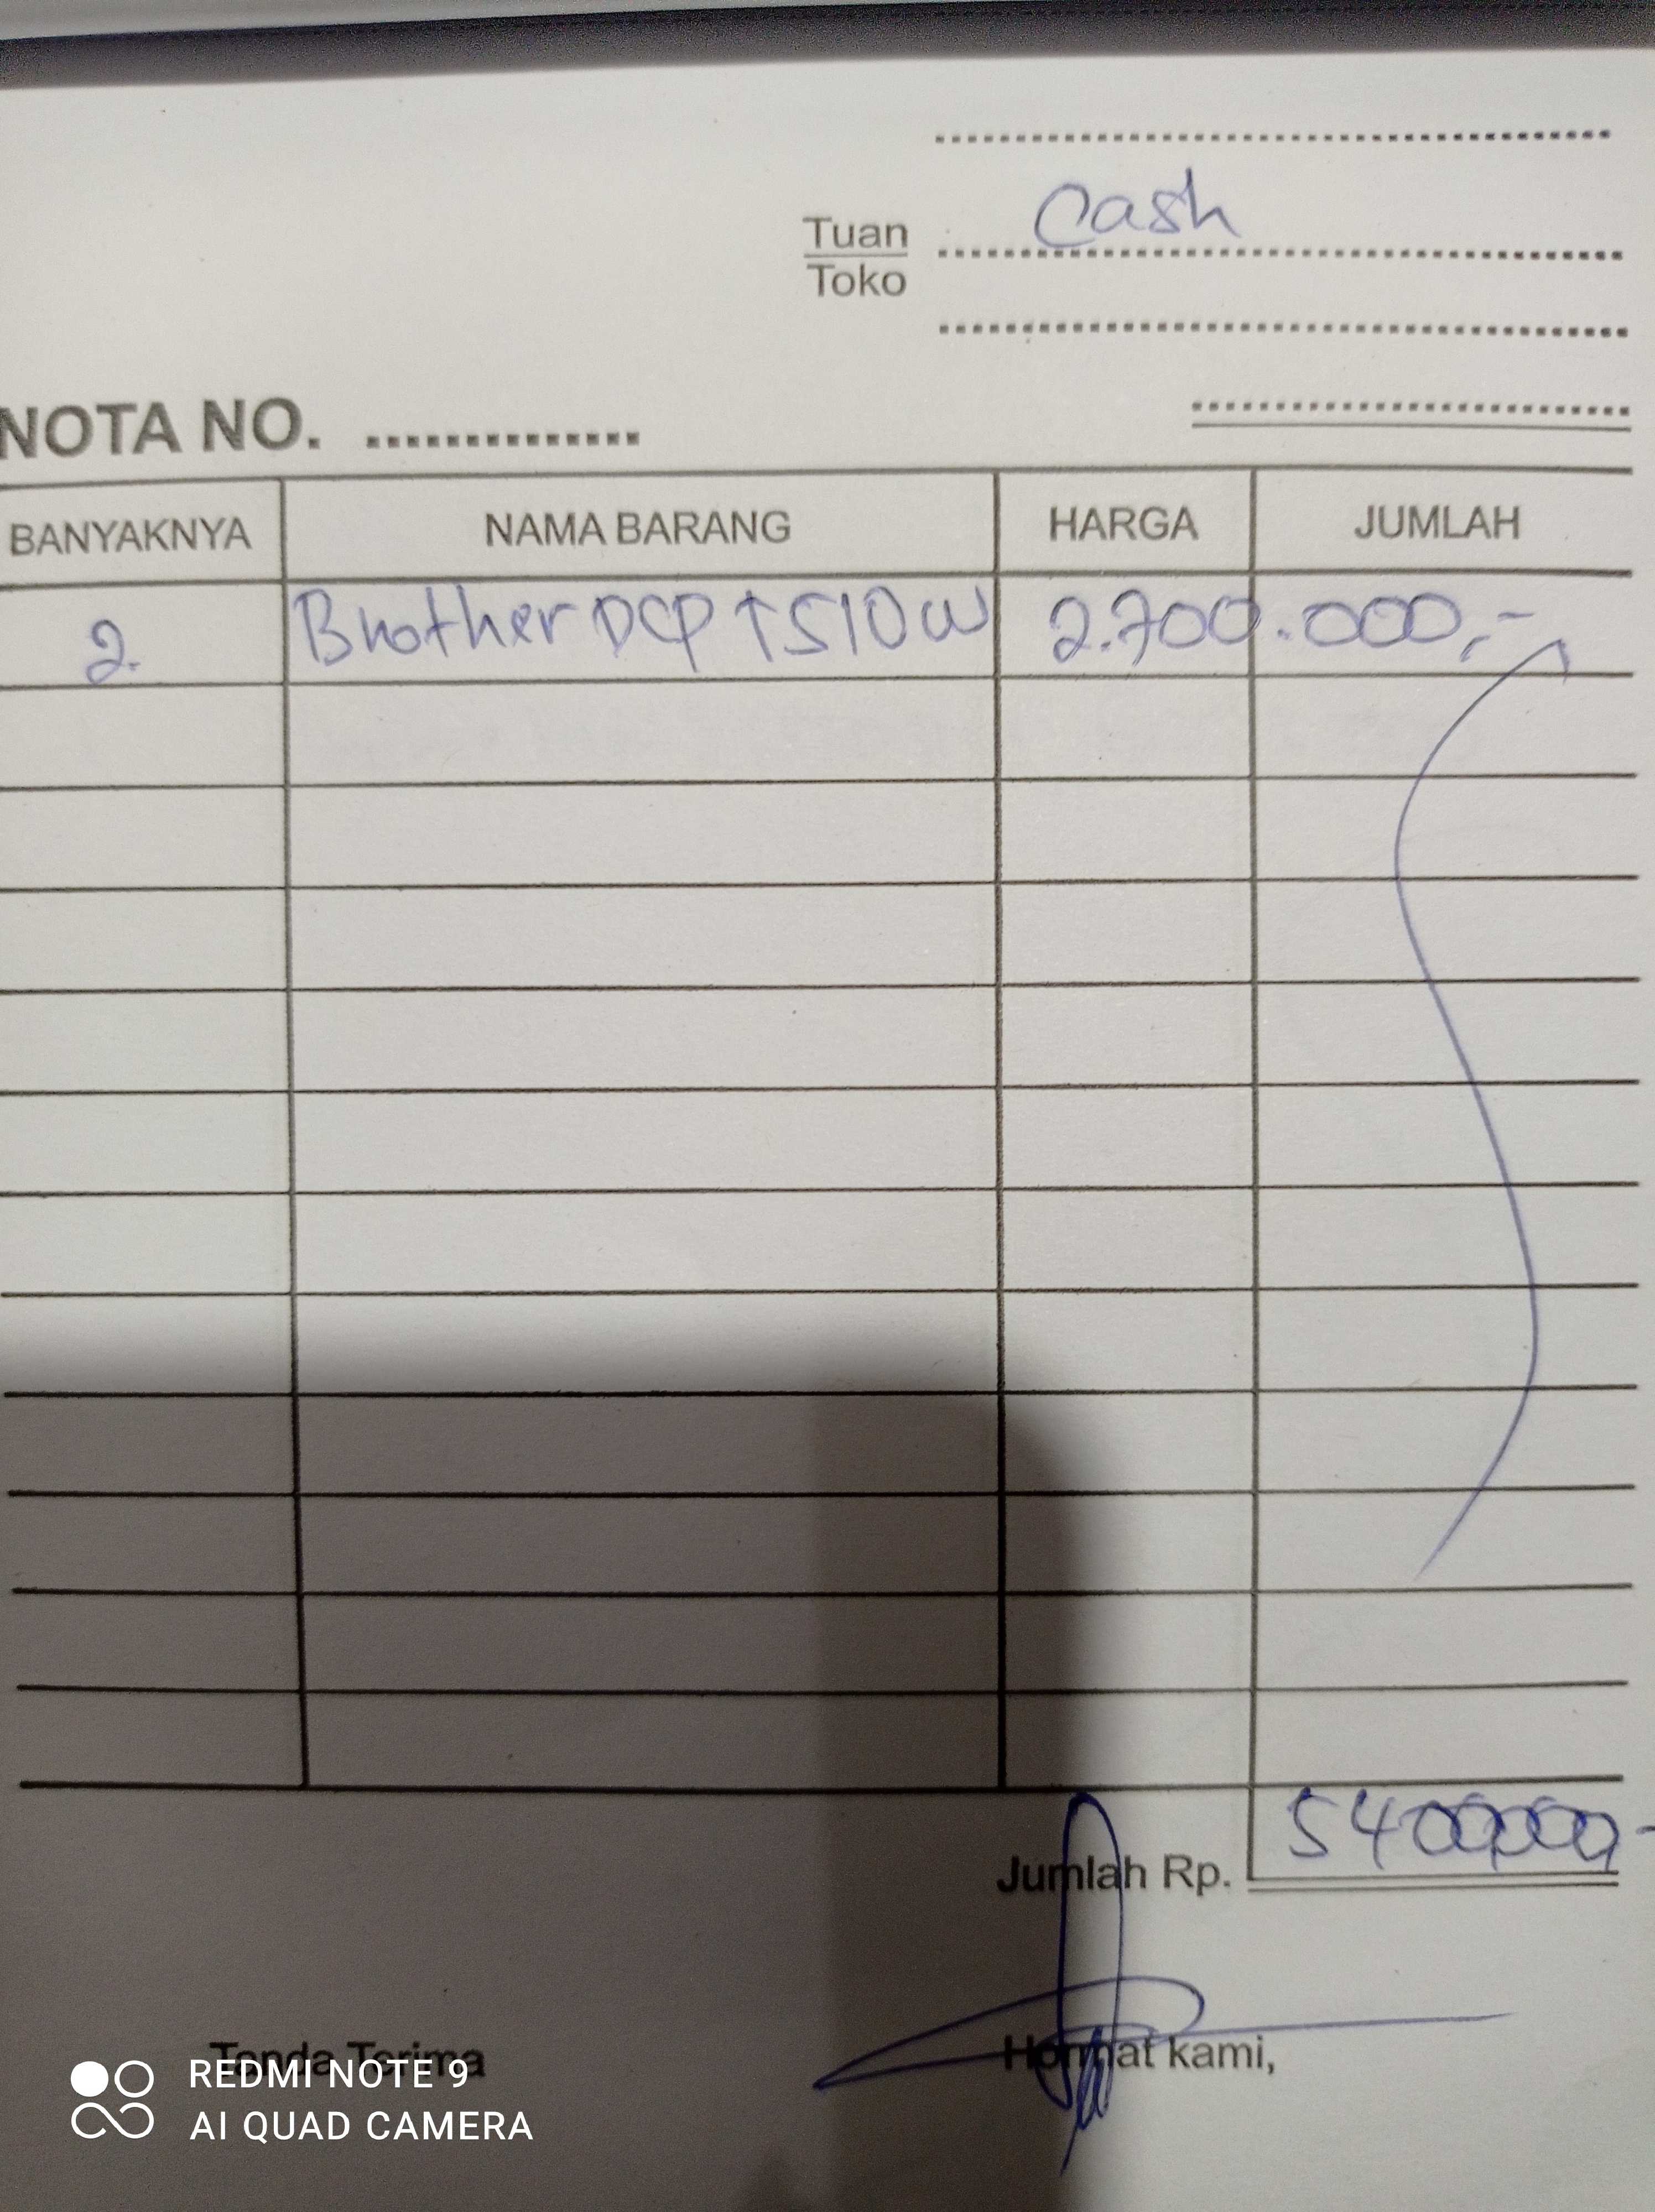 Cash
Tuan
Toko
NOTA NO. ..............
BANYAKNYA NAMA BARANG HARGA JUMLAH
2. Brother DCP T510W 2.700.000,-
Jumlah Rp. 5400000,-
Tanda Terima Hormat kami,
REDMI NOTE 9
AI QUAD CAMERA